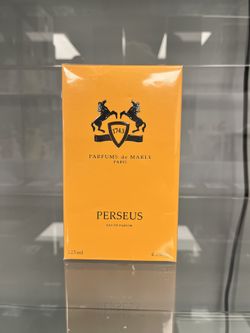 1743
PARFUMS de MARLY
PARIS
PERSEUS
EAU DE PARFUM
125 ml